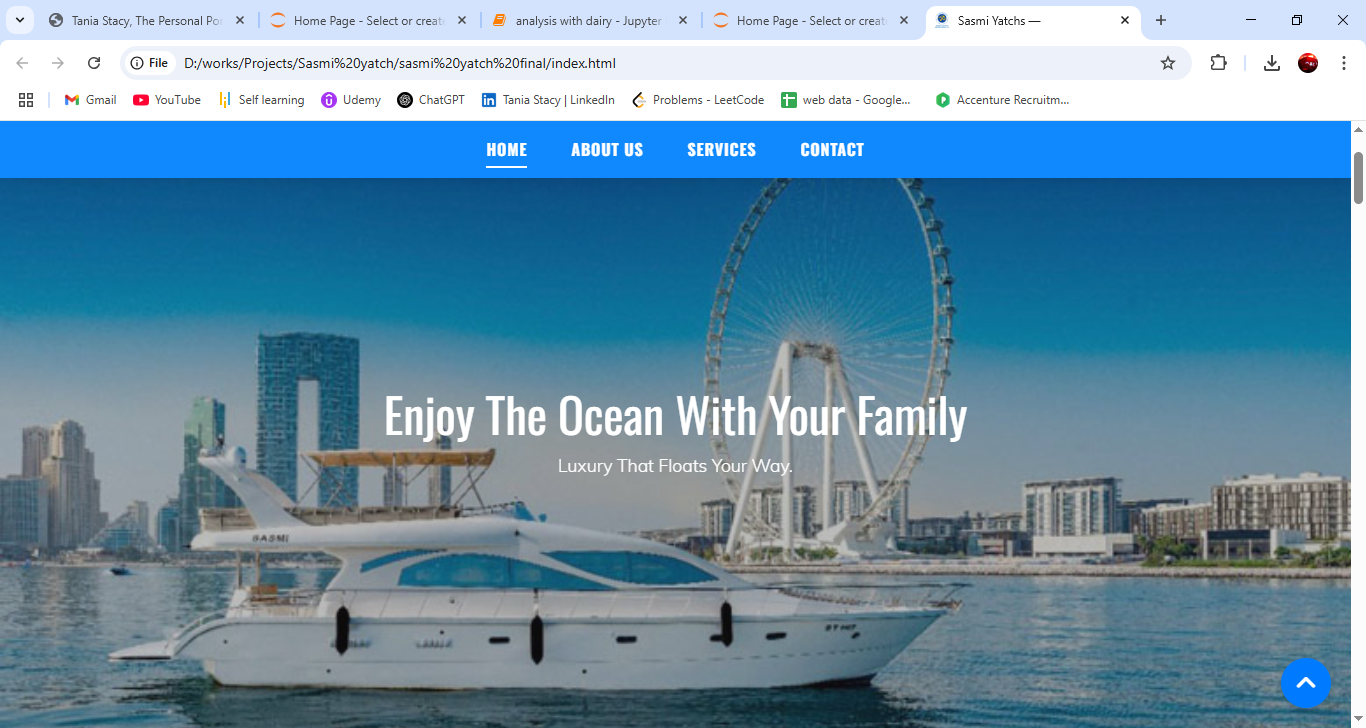 Tania Stacy, The Personal Po
Home Page - Select or create
analysis with dairy - Jupyter
Home Page - Select or create
Sasmi Yatchs —
File
D:/works/Projects/Sasmi%20yatch/sasmi%20yatch%20final/index.html
Gmail
YouTube
Self learning
Udemy
ChatGPT
Tania Stacy | LinkedIn
Problems - LeetCode
web data - Google...
Accenture Recruitm...
HOME
ABOUT US
SERVICES
CONTACT
Enjoy The Ocean With Your Family
Luxury That Floats Your Way.
SASMI